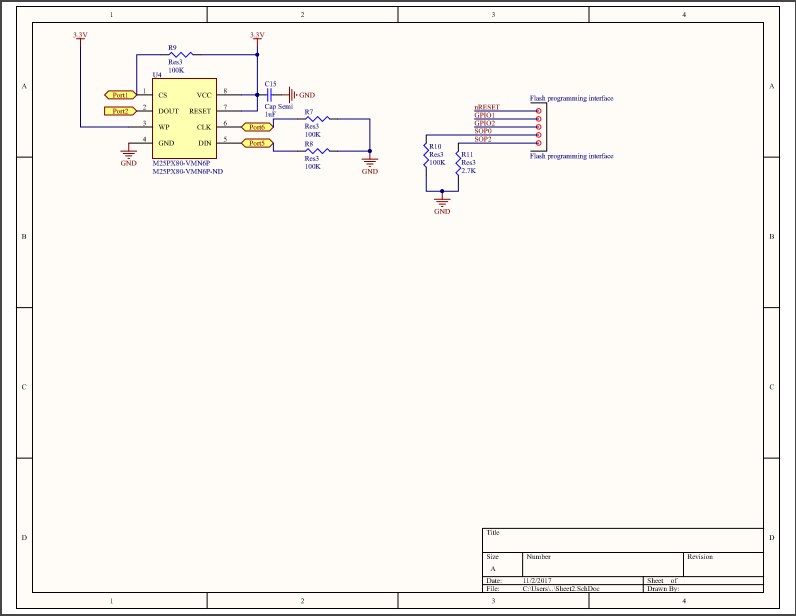 1 2 3 4
3.3V 3.3V
R9
Res3
100K
U4
A A
Port1 1 CS VCC 8
C15
GND
Cap Semi
1uF
Port2 2 DOUT RESET 7
3 WP CLK 6 Port6
4 GND DIN 5 Port5
R7
Res3
100K
R8
Res3
100K
GND
GND
M25PX80-VMN6P
M25PX80-VMN6P-ND
Flash programming interface
nRESET
GPIO1
GPIO2
SOP0
SOP2
Flash programming interface
R10
Res3
100K
R11
Res3
2.7K
GND
B B
C C
D D
Title
Size
A
Number
Revision
Date: 11/2/2017 Sheet of
File: C:\Users\..\Sheet2.SchDoc Drawn By:
1 2 3 4